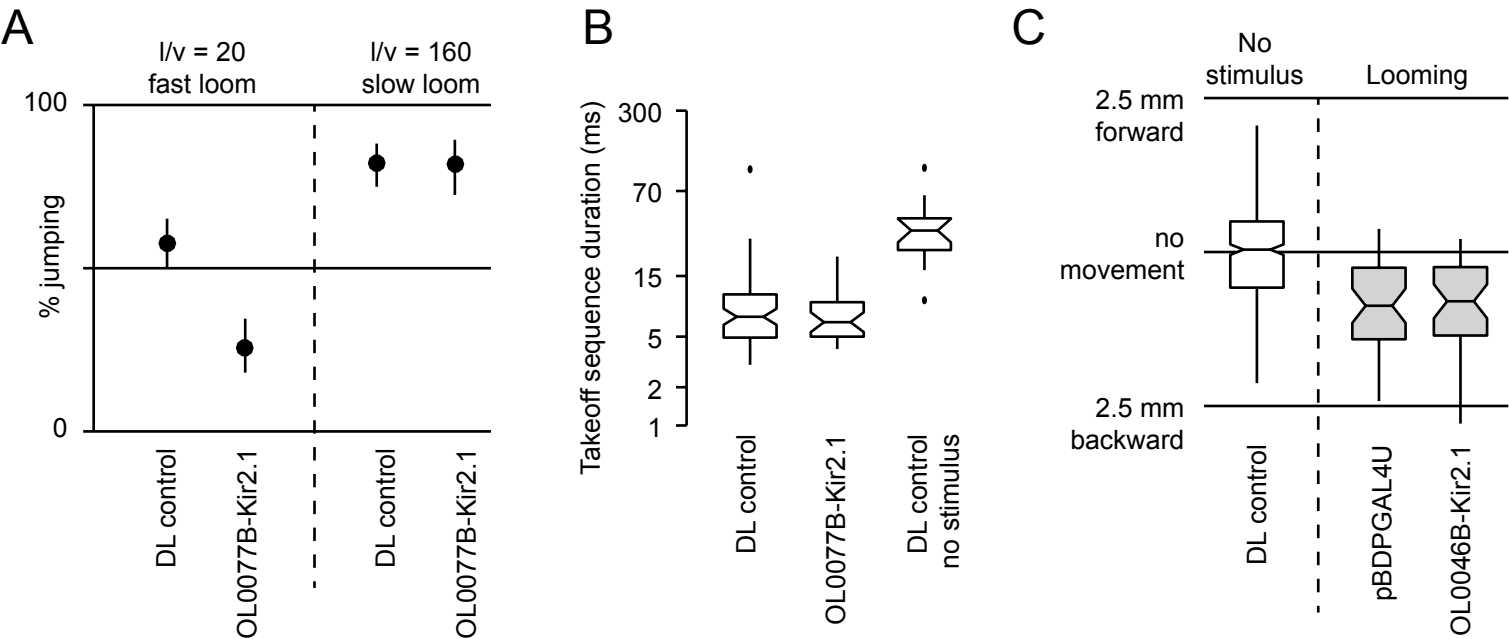 A
l/v = 20
fast loom
l/v = 160
slow loom
100
% jumping
0
DL control
OL0077B-Kir2.1
DL control
OL0077B-Kir2.1
B
Takeoff sequence duration (ms)
300
70
15
5
2
1
DL control
OL0077B-Kir2.1
DL control
no stimulus
C
No
stimulus
Looming
2.5 mm
forward
no
movement
2.5 mm
backward
DL control
pBDPGAL4U
OL0046B-Kir2.1